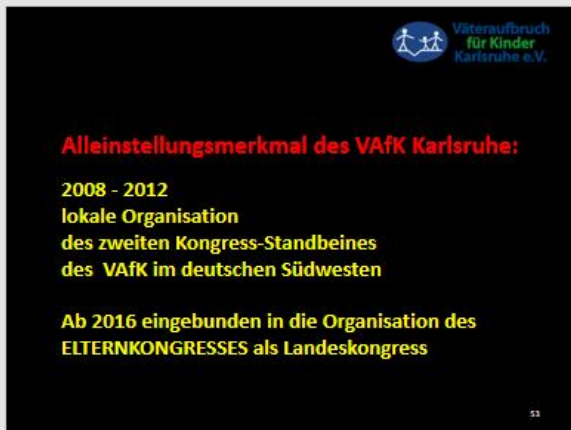 Väteraufbruch
für Kinder
Karlsruhe e.V.
Alleinstellungsmerkmal des VAfK Karlsruhe:
2008 - 2012
lokale Organisation
des zweiten Kongress-Standbeines
des VAfK im deutschen Südwesten
Ab 2016 eingebunden in die Organisation des
ELTERNKONGRESSES als Landeskongress
53